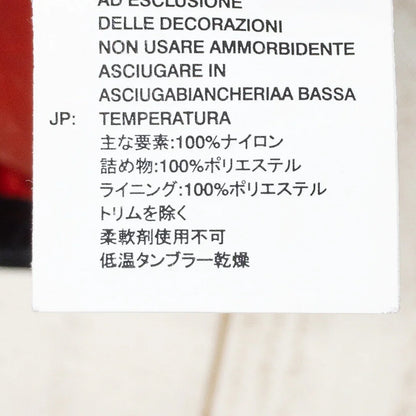 AD ESCLUSIONE
DELLE DECORAZIONI
NON USARE AMMORBIDENTE
ASCIUGARE IN
ASCIUGABIANCHERIAA BASSA
JP: TEMPERATURA
主な要素:100%ナイロン
詰め物:100%ポリエステル
ライニング:100%ポリエステル
トリムを除く
柔軟剤使用不可
低温タンブラー乾燥